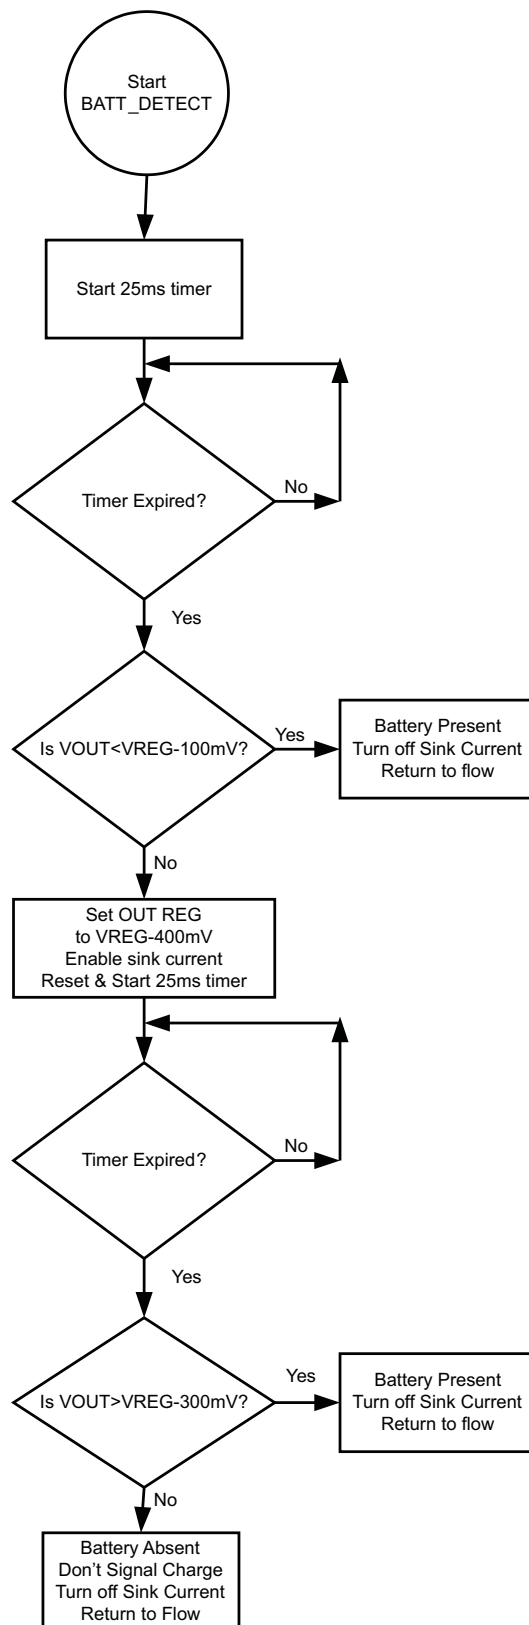 Start
BATT_DETECT
Start 25ms timer
Timer Expired?
No
Yes
Is VOUT<VREG-100mV?
Yes
Battery Present
Turn off Sink Current
Return to flow
No
Set OUT REG
to VREG-400mV
Enable sink current
Reset & Start 25ms timer
Timer Expired?
No
Yes
Is VOUT>VREG-300mV?
Yes
Battery Present
Turn off Sink Current
Return to flow
No
Battery Absent
Don’t Signal Charge
Turn off Sink Current
Return to Flow